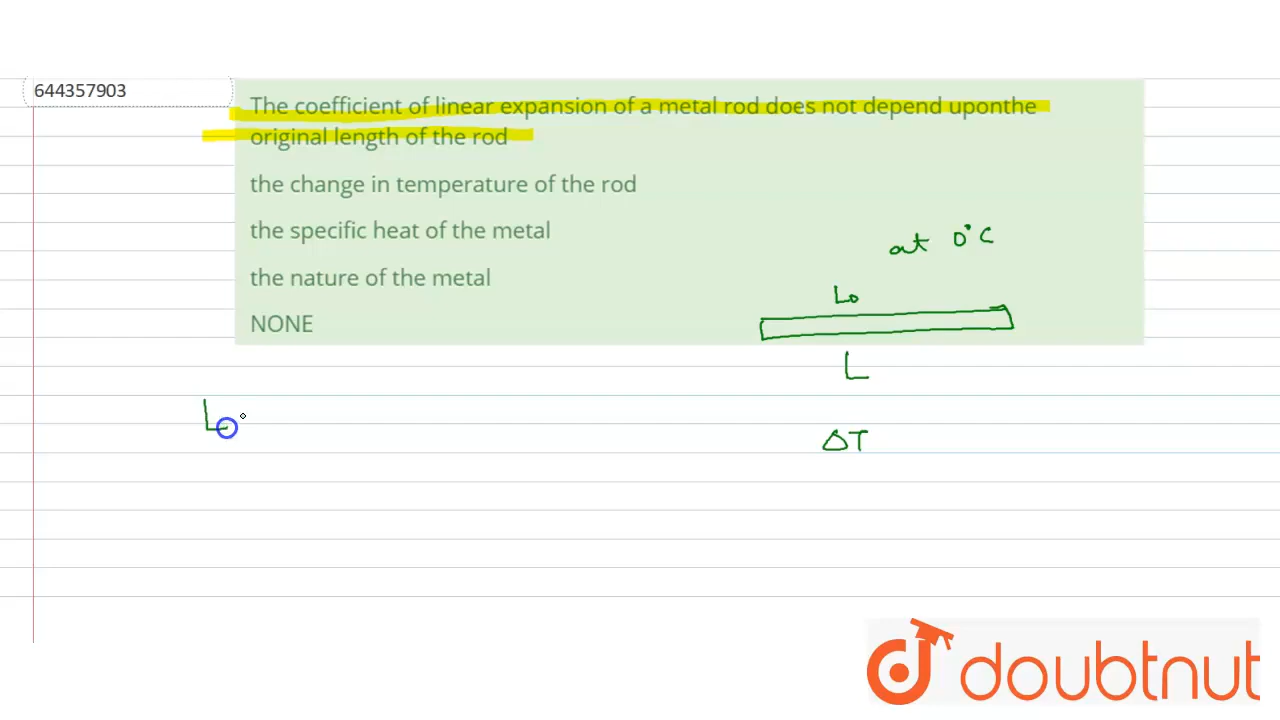 644357903
The coefficient of linear expansion of a metal rod does not depend uponthe
original length of the rod
the change in temperature of the rod
the specific heat of the metal
at 0°C
the nature of the metal
L₀
NONE
L
L
ΔT
doubtnut